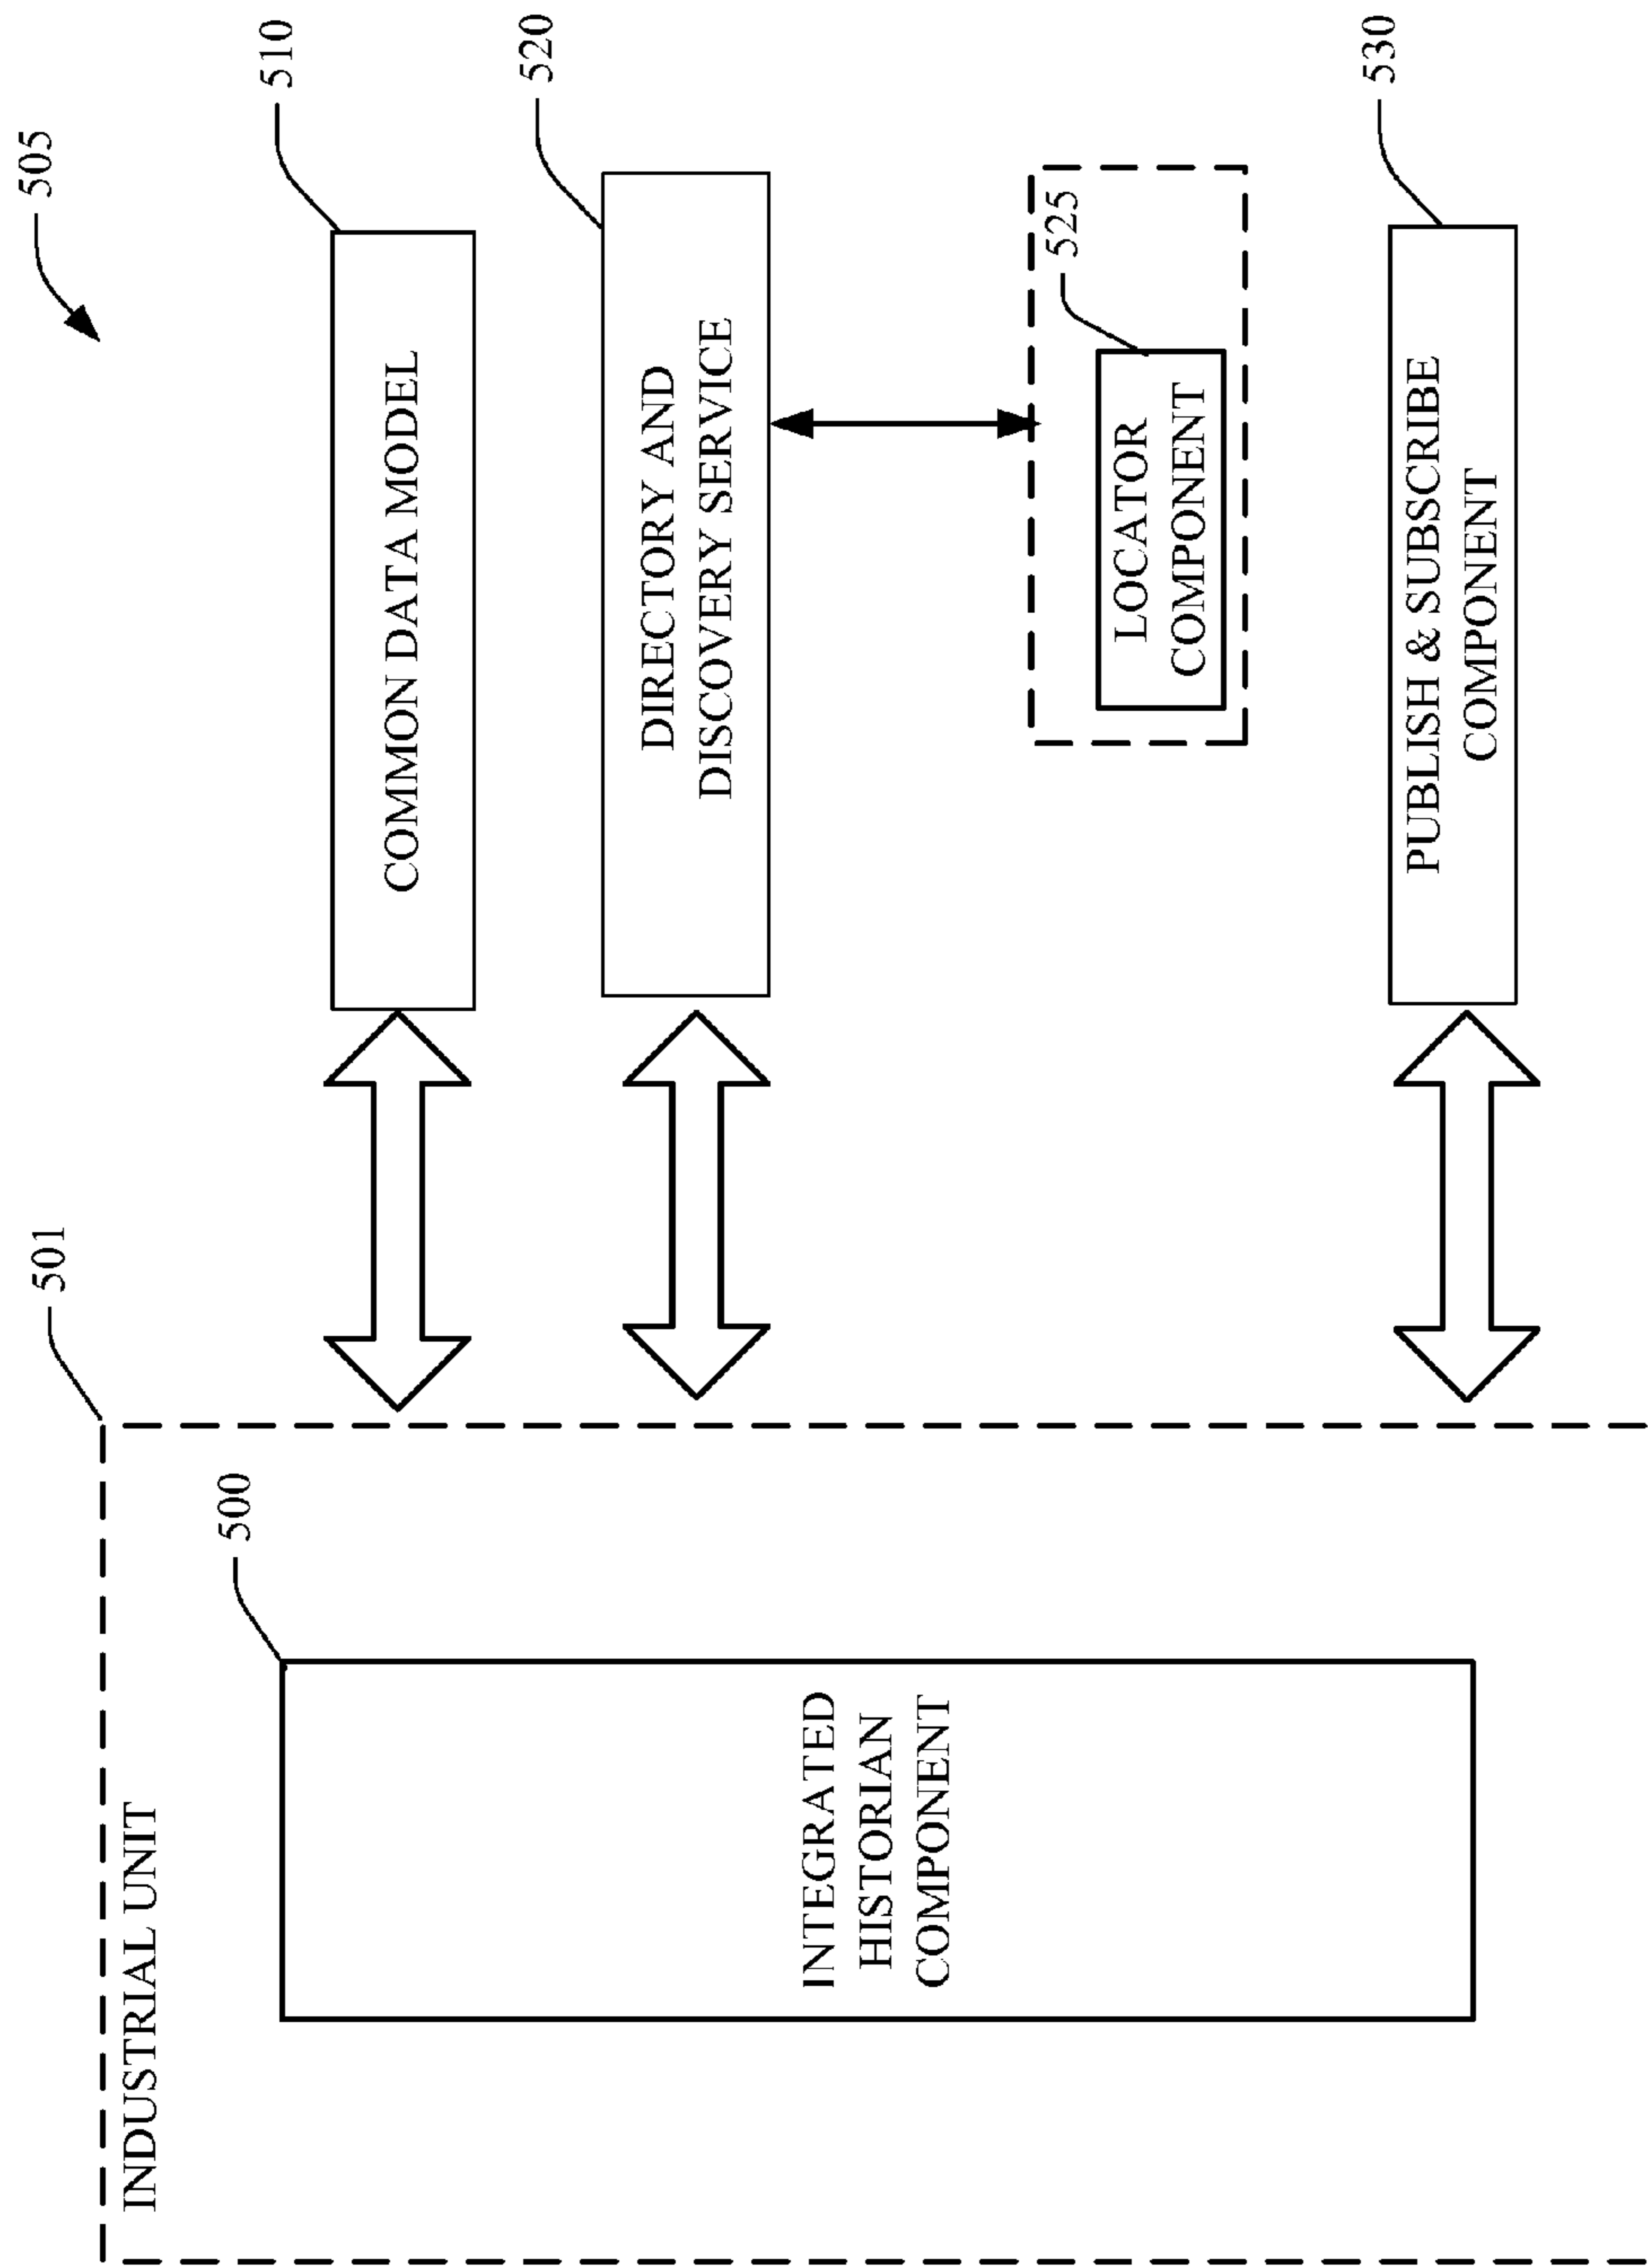 505
501
510
COMMON DATA MODEL
520
DIRECTORY AND
DISCOVERY SERVICE
525
LOCATOR
COMPONENT
530
PUBLISH & SUBSCRIBE
COMPONENT
INDUSTRIAL UNIT
500
INTEGRATED
HISTORIAN
COMPONENT